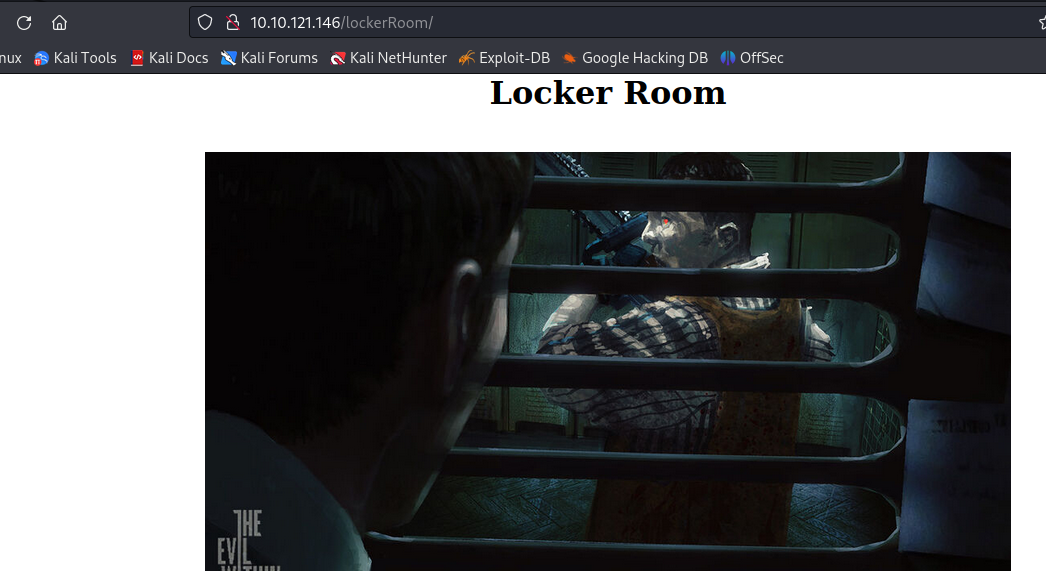 10.10.121.146/lockerRoom/
nux Kali Tools Kali Docs Kali Forums Kali NetHunter Exploit-DB Google Hacking DB OffSec
Locker Room
THE
EVIL
WITHIN